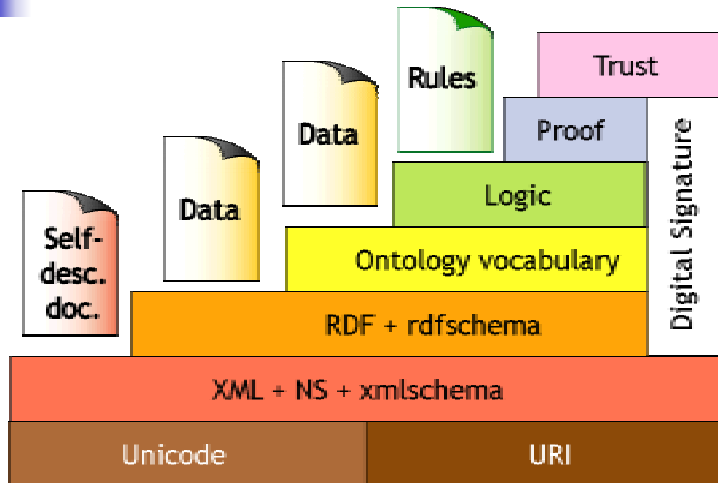 Rules
Trust
Data
Proof
Data
Logic
Self-
desc.
doc.
Ontology vocabulary
Digital Signature
RDF + rdfschema
XML + NS + xmlschema
Unicode
URI